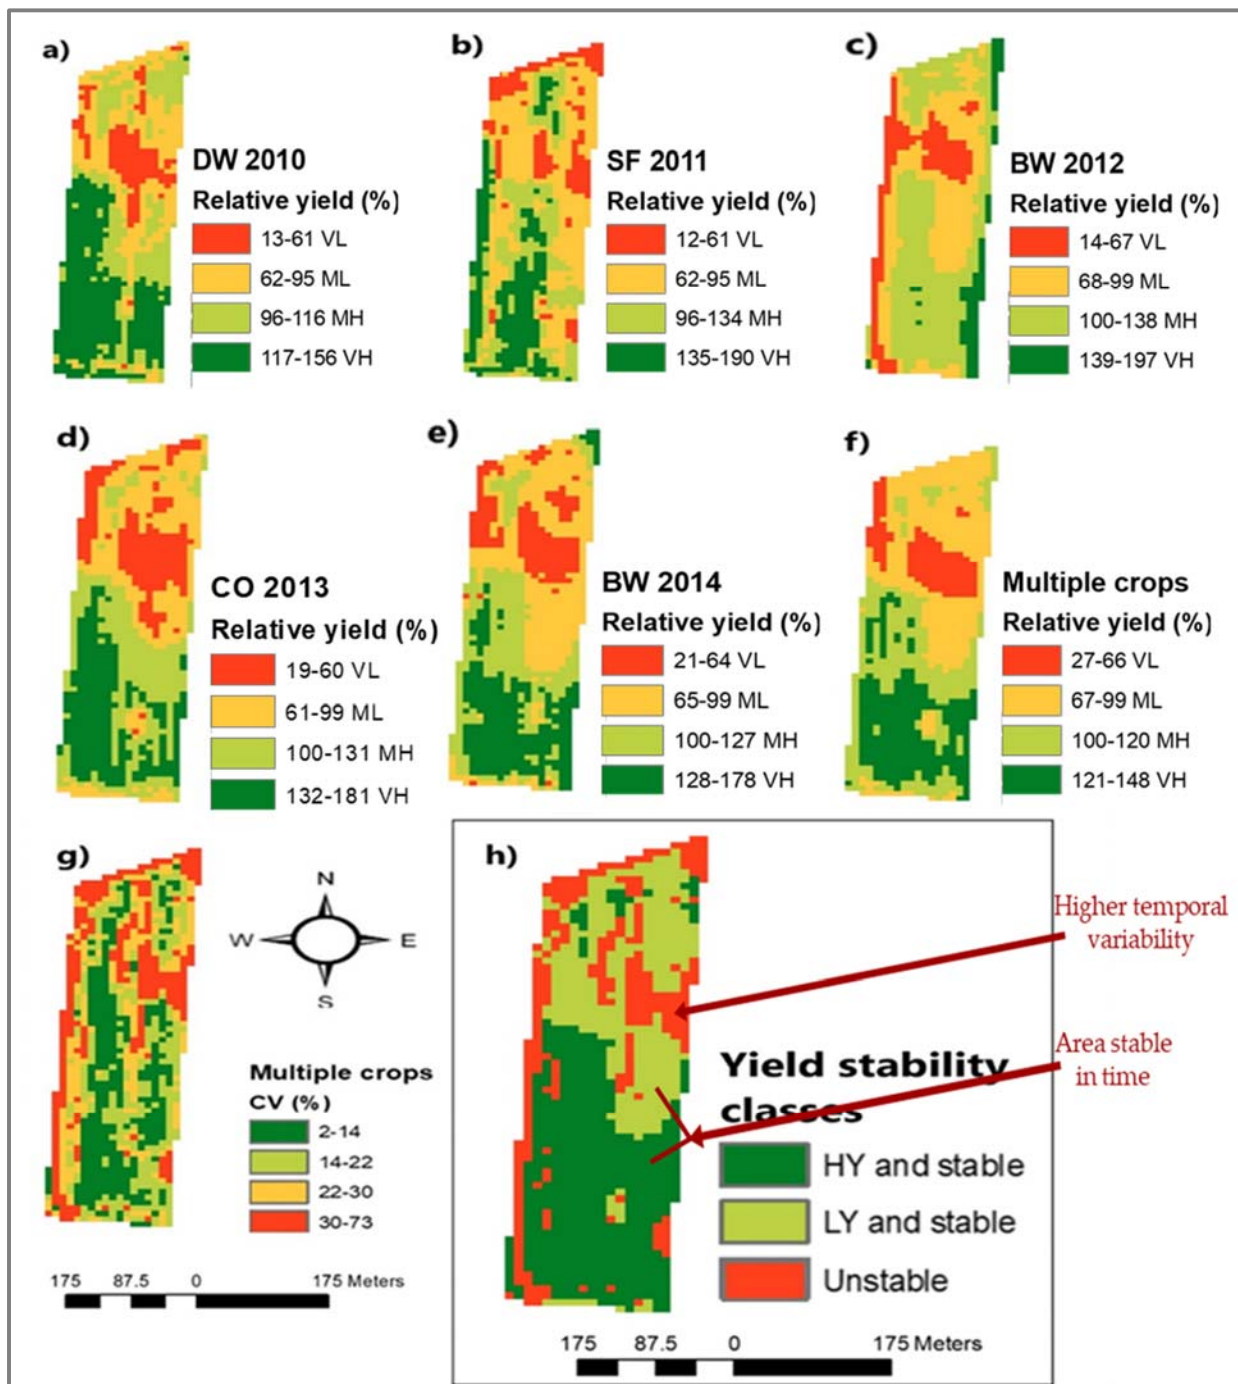 a)
DW 2010
Relative yield (%)
13-61 VL
62-95 ML
96-116 MH
117-156 VH
b)
SF 2011
Relative yield (%)
12-61 VL
62-95 ML
96-134 MH
135-190 VH
c)
BW 2012
Relative yield (%)
14-67 VL
68-99 ML
100-138 MH
139-197 VH
d)
CO 2013
Relative yield (%)
19-60 VL
61-99 ML
100-131 MH
132-181 VH
e)
BW 2014
Relative yield (%)
21-64 VL
65-99 ML
100-127 MH
128-178 VH
f)
Multiple crops
Relative yield (%)
27-66 VL
67-99 ML
100-120 MH
121-148 VH
g)
N
W E
S
Multiple crops
CV (%)
2-14
14-22
22-30
30-73
175 87.5 0 175 Meters
h)
Higher temporal
variability
Area stable
in time
Yield stability
classes
HY and stable
LY and stable
Unstable
175 87.5 0 175 Meters